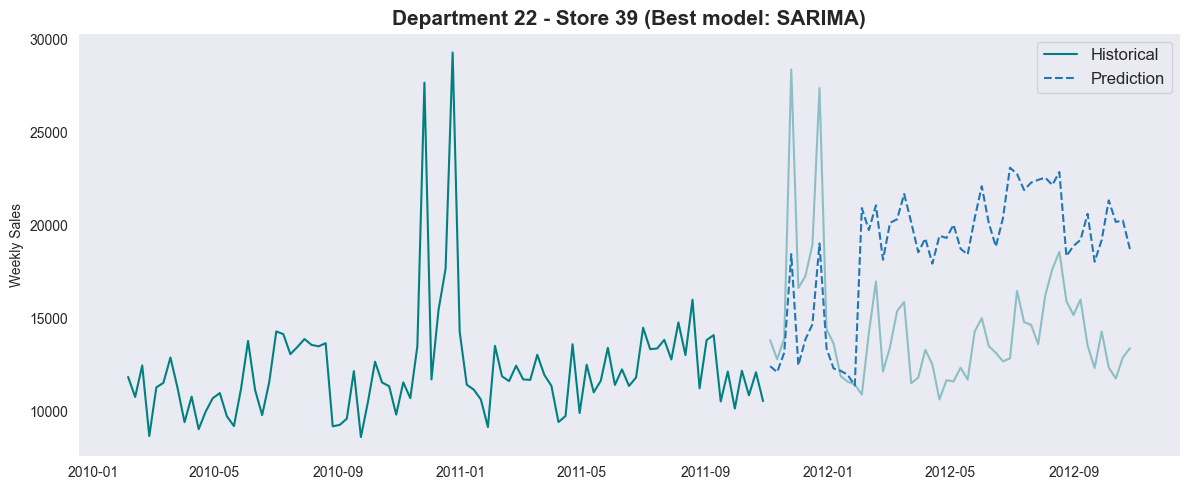 Department 22 - Store 39 (Best model: SARIMA)
Historical
Prediction
Weekly Sales
30000
25000
20000
15000
10000
2010-01 2010-05 2010-09 2011-01 2011-05 2011-09 2012-01 2012-05 2012-09